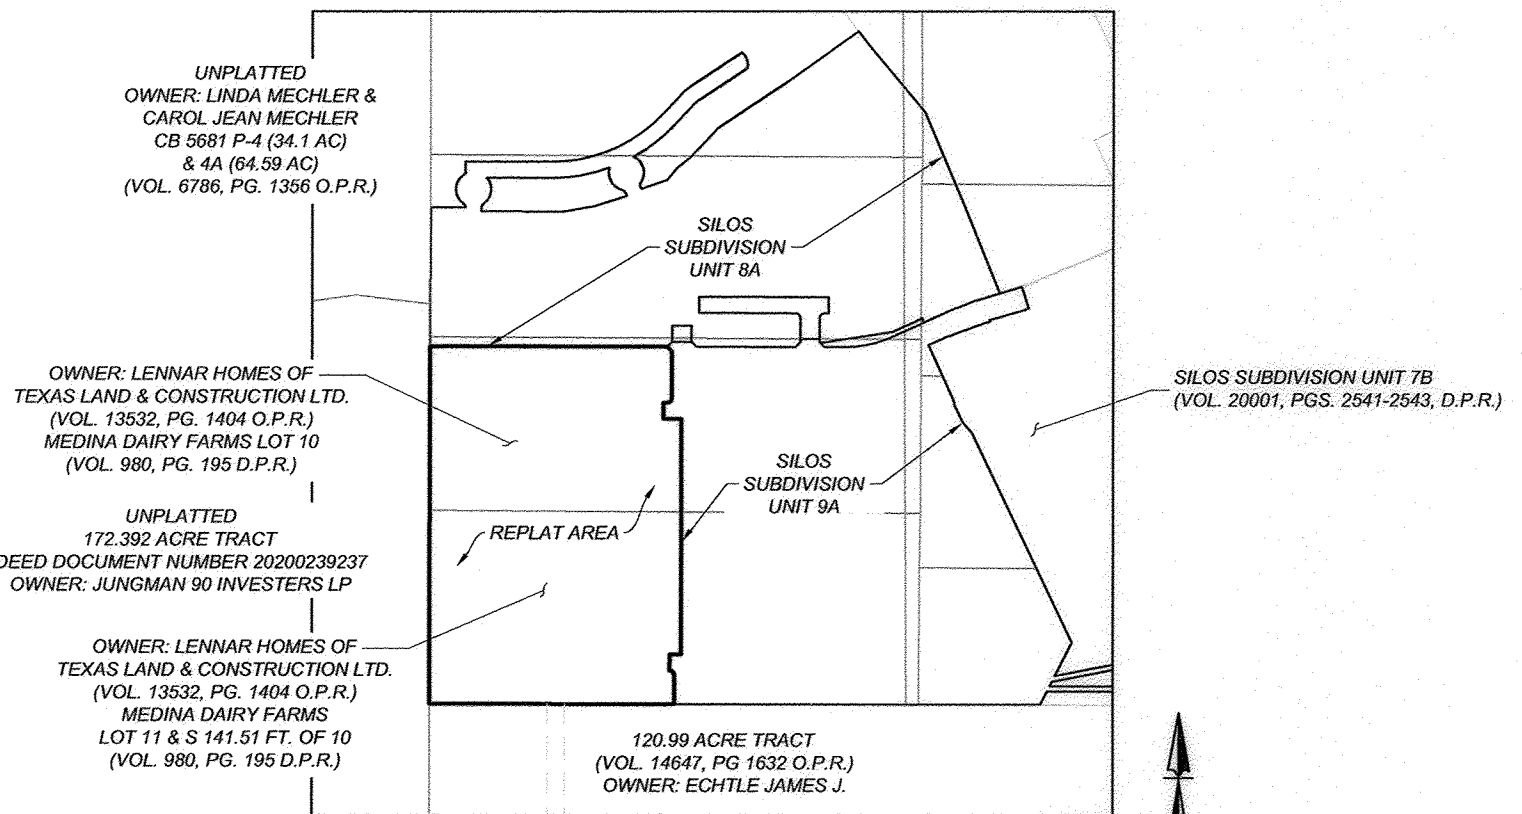 UNPLATTED
OWNER: LINDA MECHLER &
CAROL JEAN MECHLER
CB 5681 P-4 (34.1 AC)
& 4A (64.59 AC)
(VOL. 6786, PG. 1356 O.P.R.)
SILOS
SUBDIVISION
UNIT 8A
OWNER: LENNAR HOMES OF
TEXAS LAND & CONSTRUCTION LTD.
(VOL. 13532, PG. 1404 O.P.R.)
MEDINA DAIRY FARMS LOT 10
(VOL. 980, PG. 195 D.P.R.)
SILOS SUBDIVISION UNIT 7B
(VOL. 20001, PGS. 2541-2543, D.P.R.)
SILOS
SUBDIVISION
UNIT 9A
UNPLATTED
172.392 ACRE TRACT
DEED DOCUMENT NUMBER 20200239237
OWNER: JUNGMAN 90 INVESTERS LP
REPLAT AREA
OWNER: LENNAR HOMES OF
TEXAS LAND & CONSTRUCTION LTD.
(VOL. 13532, PG. 1404 O.P.R.)
MEDINA DAIRY FARMS
LOT 11 & S 141.51 FT. OF 10
(VOL. 980, PG. 195 D.P.R.)
120.99 ACRE TRACT
(VOL. 14647, PG 1632 O.P.R.)
OWNER: ECHTLE JAMES J.